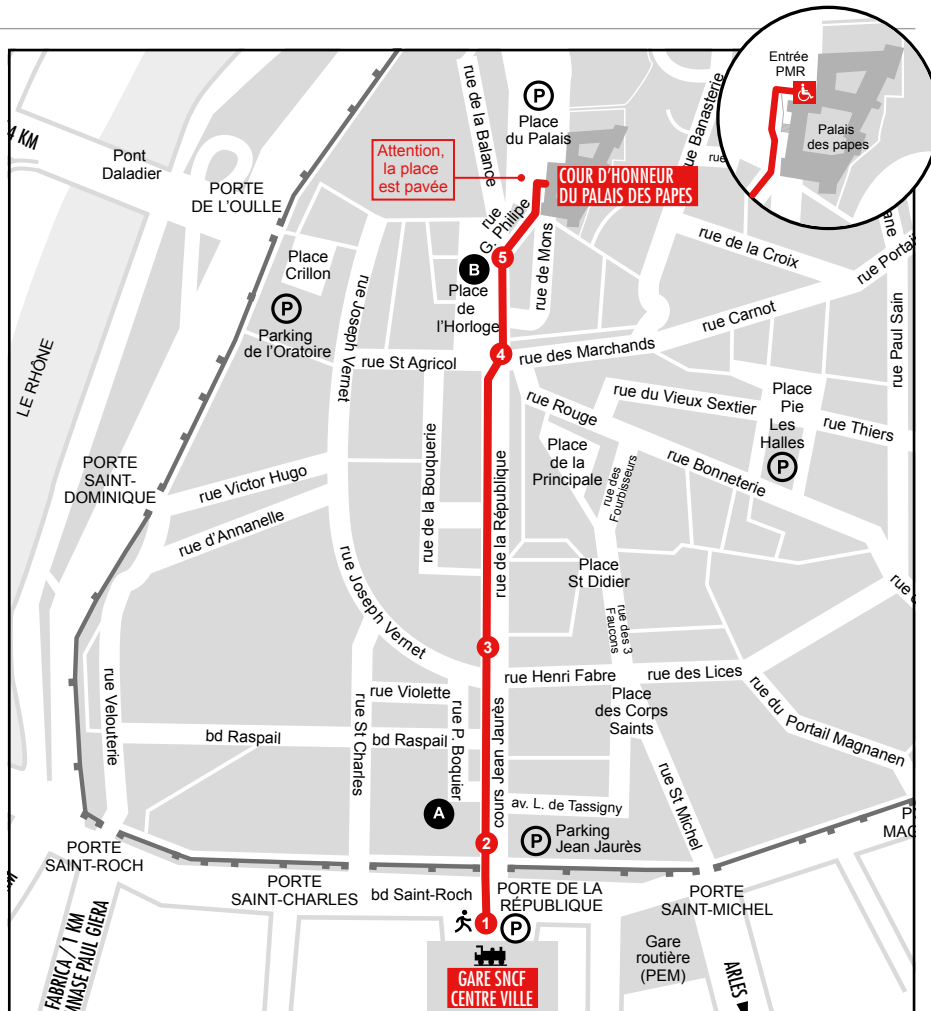 Entrée
PMR
Palais
des papes
4 KM
Pont
Daladier
PORTE
DE L'OULLE
rue de la Balance
P
Place
du Palais
Attention,
la place
est pavée
COUR D'HONNEUR
DU PALAIS DES PAPES
rue Banasterie
rue
rue
G. Philipe
rue de Mons
rue de la Croix
rue Portail
ane
Place
Crillon
P
Parking
de l'Oratoire
rue Joseph Vernet
B
5
Place
de
l'Horloge
rue Carnot
rue Paul Sain
LE RHÔNE
rue St Agricol
4
rue des Marchands
rue du Vieux Sextier
Place
Pie
Les
Halles
P
rue Thiers
rue Rouge
Place
de la
Principale
rue des
Fourbisseurs
rue Bonneterie
PORTE
SAINT-
DOMINIQUE
rue Victor Hugo
rue d'Annanelle
rue de la Bouquerie
rue de la République
Place
St Didier
rue des 3
Faucons
rue
rue Joseph Vernet
3
rue Henri Fabre
rue des Lices
rue Velouterie
rue Violette
rue St Charles
rue P. Boquier
Place
des Corps
Saints
rue du
Portail Magnanen
bd Raspail
bd Raspail
cours Jean Jaurès
av. L. de Tassigny
rue St Michel
A
2
P
Parking
Jean Jaurès
PORTE
SAINT-ROCH
PORTE
SAINT-CHARLES
bd Saint-Roch
PORTE DE LA
RÉPUBLIQUE
PORTE
SAINT-MICHEL
MAG
1
P
FABRICA / 1 KM
MNASE PAUL GIERA
GARE SNCF
CENTRE VILLE
Gare
routière
(PEM)
ARLES